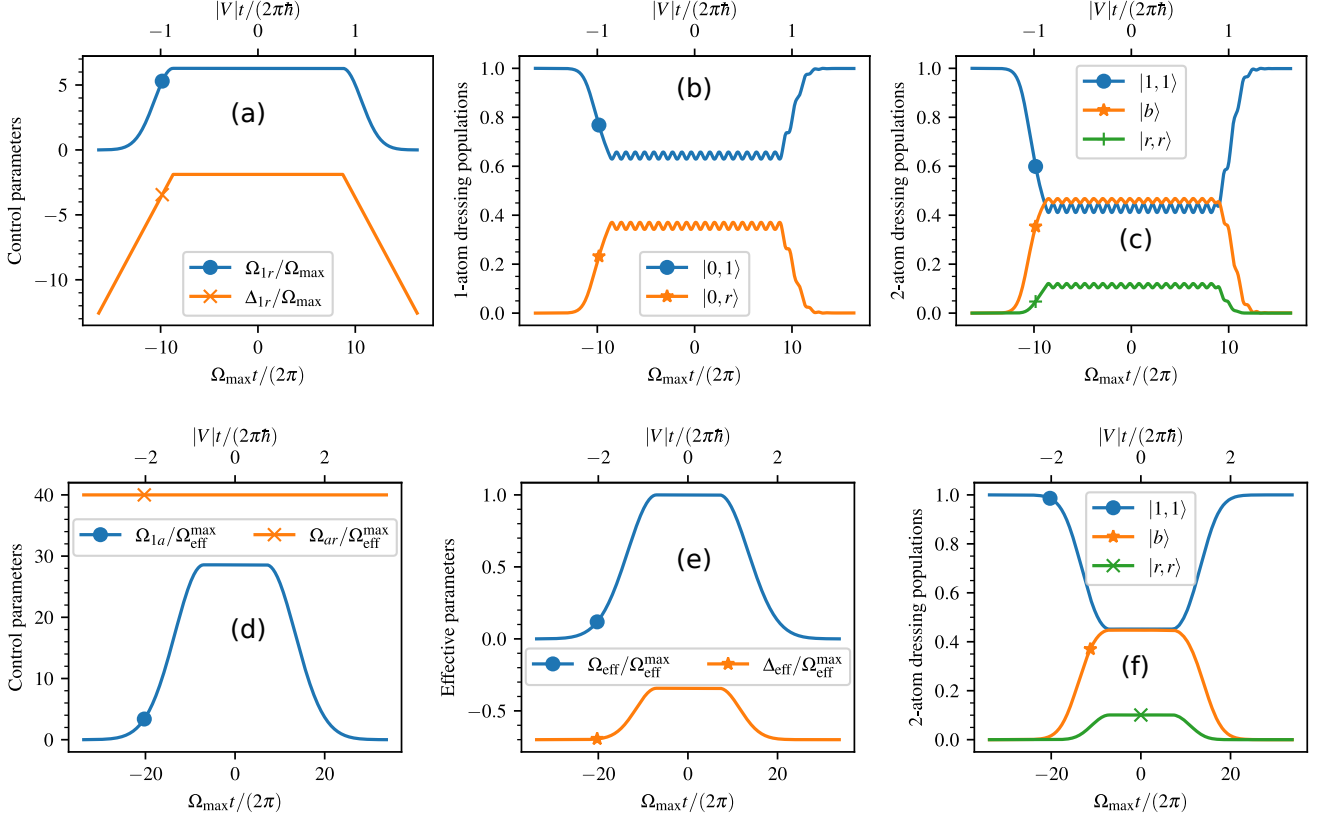 |V|t/(2πħ)
−1 0 1
Control parameters
5
0
−5
−10
(a)
Ω1r/Ωmax
Δ1r/Ωmax
−10 0 10
Ωmaxt/(2π)
|V|t/(2πħ)
−1 0 1
1-atom dressing populations
1.0
0.8
0.6
0.4
0.2
0.0
(b)
|0, 1⟩
|0, r⟩
−10 0 10
Ωmaxt/(2π)
|V|t/(2πħ)
−1 0 1
2-atom dressing populations
1.0
0.8
0.6
0.4
0.2
0.0
|1, 1⟩
|b⟩
|r, r⟩
(c)
−10 0 10
Ωmaxt/(2π)
|V|t/(2πħ)
−2 0 2
Control parameters
40
30
20
10
0
Ω1a/Ωeffmax Ωar/Ωeffmax
(d)
−20 0 20
Ωmaxt/(2π)
|V|t/(2πħ)
−2 0 2
Effective parameters
1.0
0.5
0.0
−0.5
(e)
Ωeff/Ωeffmax Δeff/Ωeffmax
−20 0 20
Ωmaxt/(2π)
|V|t/(2πħ)
−2 0 2
2-atom dressing populations
1.0
0.8
0.6
0.4
0.2
0.0
|1, 1⟩
|b⟩
|r, r⟩
(f)
−20 0 20
Ωmaxt/(2π)